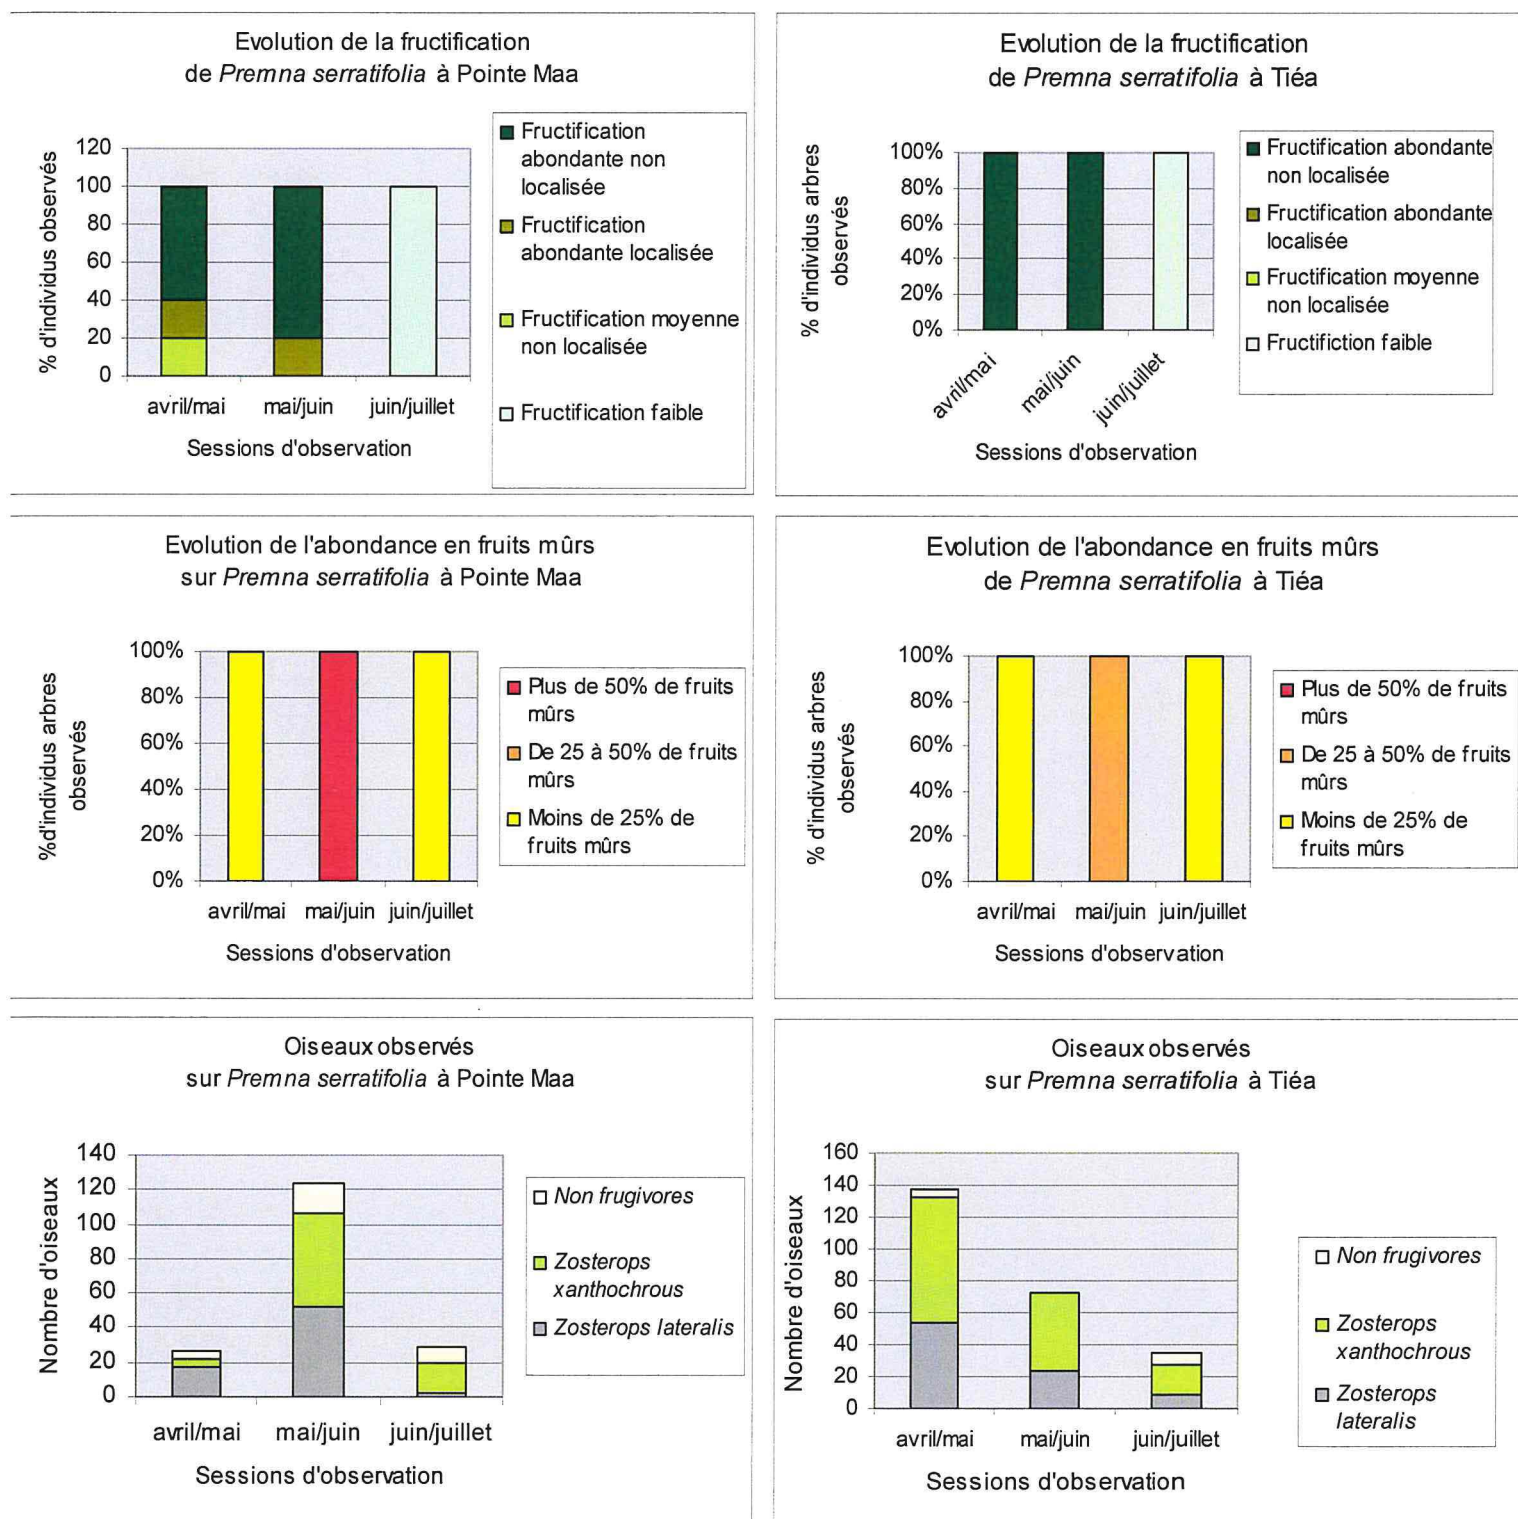 Evolution de la fructification
de Premna serratifolia à Pointe Maa
% d'individus observés
120
100
80
60
40
20
0
avril/mai mai/juin juin/juillet
Sessions d'observation
Fructification
abondante non
localisée
Fructification
abondante localisée
Fructification moyenne
non localisée
Fructification faible
Evolution de la fructification
de Premna serratifolia à Tiéa
% d'individus arbres
observés
100%
80%
60%
40%
20%
0%
avril/mai
mai/juin
juin/juillet
Sessions d'observation
Fructification abondante
non localisée
Fructification abondante
localisée
Fructification moyenne
non localisée
Fructifiction faible
Evolution de l'abondance en fruits mûrs
sur Premna serratifolia à Pointe Maa
%d'individus arbres
observés
100%
80%
60%
40%
20%
0%
avril/mai mai/juin juin/juillet
Sessions d'observation
Plus de 50% de fruits
mûrs
De 25 à 50% de fruits
mûrs
Moins de 25% de
fruits mûrs
Evolution de l'abondance en fruits mûrs
de Premna serratifolia à Tiéa
% d'individus arbres
observés
100%
80%
60%
40%
20%
0%
avril/mai mai/juin juin/juillet
Sessions d'observation
Plus de 50% de fruits
mûrs
De 25 à 50% de fruits
mûrs
Moins de 25% de
fruits mûrs
Oiseaux observés
sur Premna serratifolia à Pointe Maa
Nombre d'oiseaux
140
120
100
80
60
40
20
0
avril/mai mai/juin juin/juillet
Sessions d'observation
Non frugivores
Zosterops
xanthochrous
Zosterops lateralis
Oiseaux observés
sur Premna serratifolia à Tiéa
Nombre d'oiseaux
160
140
120
100
80
60
40
20
0
avril/mai mai/juin juin/juillet
Sessions d'observation
Non frugivores
Zosterops
xanthochrous
Zosterops
lateralis